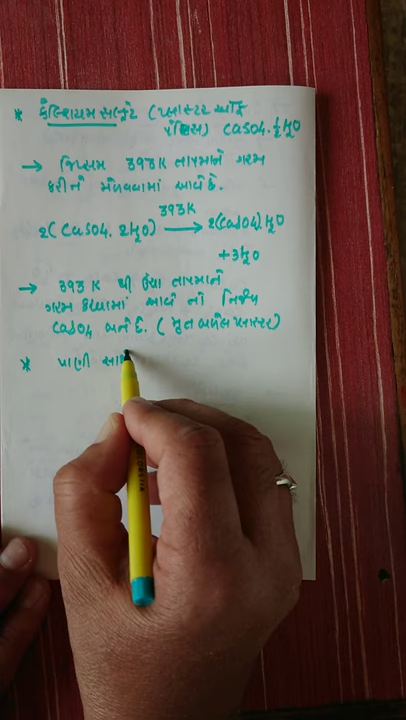 * કેલ્શિયમ સલ્ફેટ (પ્લાસ્ટર ઓફ
પેરિસ) CaSO4.½H2O
→ જિપ્સમ 393K તાપમાને ગરમ
કરીને મેળવવામાં આવે છે.
393K
2(CaSO4.2H2O) → 2(CaSO4).H2O
+3H2O
→ 393 K થી ઉંચા તાપમાને
ગરમ કરવામાં આવે તો નિર્જળ
CaSO4 બને છે. (મૃત બળેલ પ્લાસ્ટર)
* પાણી સા